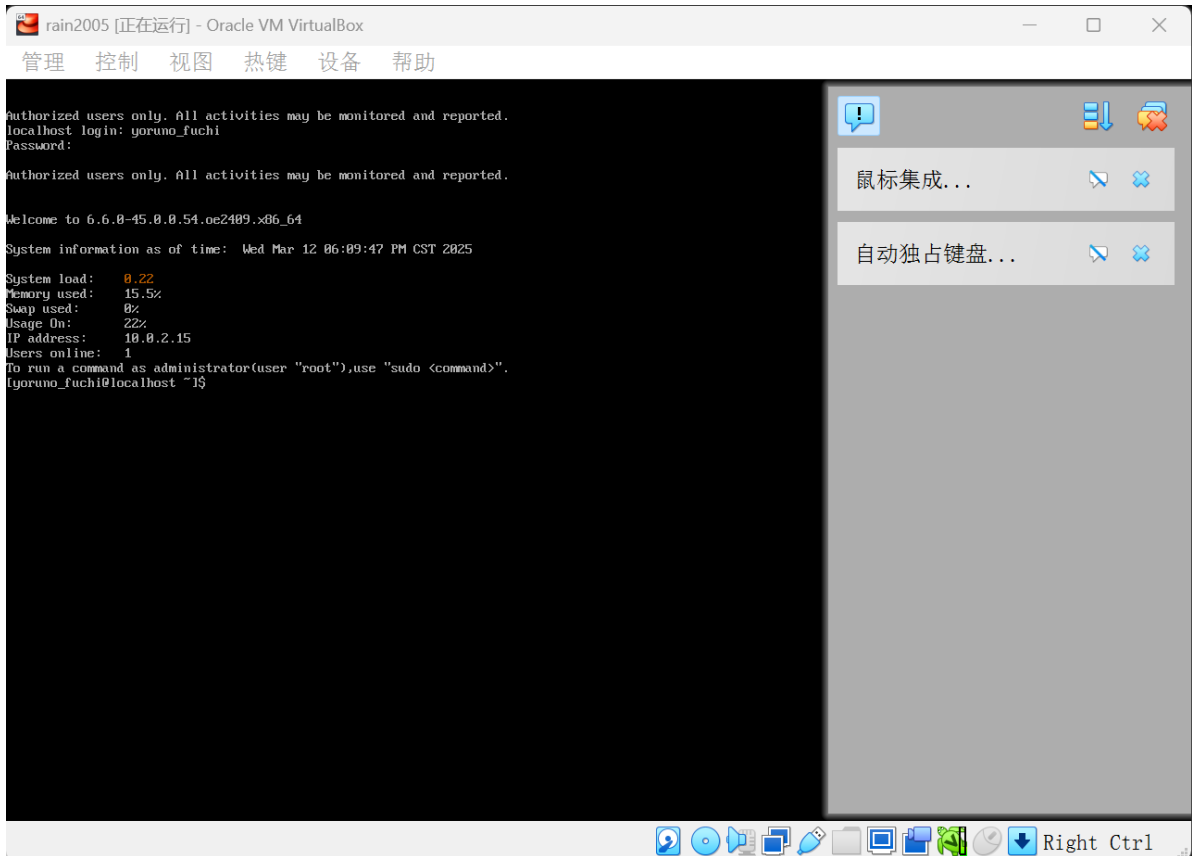 rain2005 [正在运行] - Oracle VM VirtualBox
管理 控制 视图 热键 设备 帮助
Authorized users only. All activities may be monitored and reported.
localhost login: yoruno_fuchi
Password:
Authorized users only. All activities may be monitored and reported.
Welcome to 6.6.0-45.0.0.54.oe2409.x86_64
System information as of time:  Wed Mar 12 06:09:47 PM CST 2025
System load:    0.22
Memory used:    15.5%
Swap used:      0%
Usage On:       22%
IP address:     10.0.2.15
Users online:   1
To run a command as administrator(user "root"),use "sudo <command>".
[yoruno_fuchi@localhost ~]$
鼠标集成...
自动独占键盘...
Right Ctrl